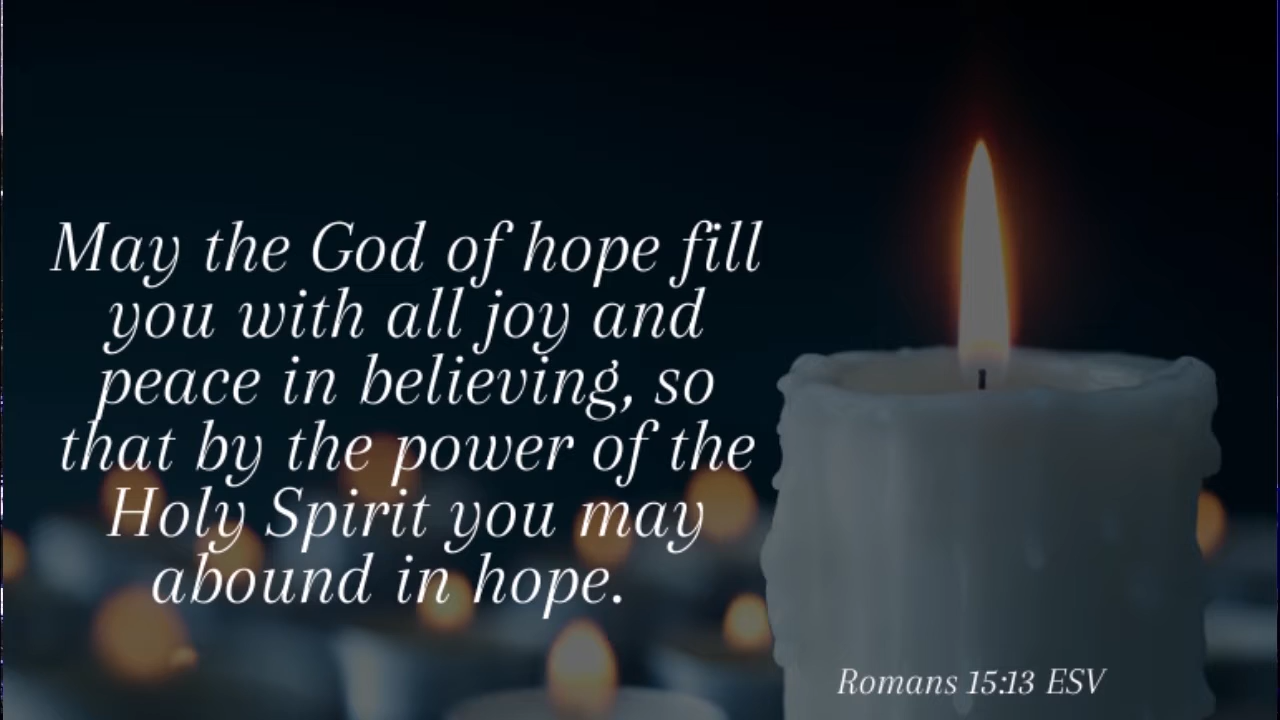 May the God of hope fill
you with all joy and
peace in believing, so
that by the power of the
Holy Spirit you may
abound in hope.
Romans 15:13 ESV